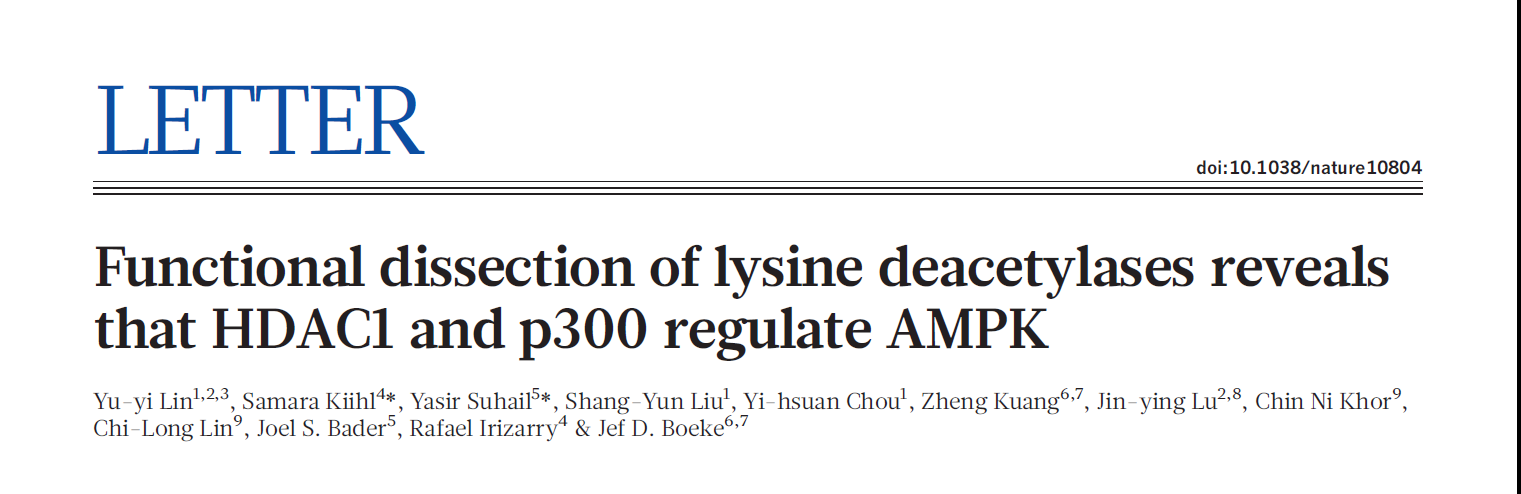 LETTER
doi:10.1038/nature10804
Functional dissection of lysine deacetylases reveals
that HDAC1 and p300 regulate AMPK
Yu-yi Lin1,2,3, Samara Kiihl4*, Yasir Suhail5*, Shang-Yun Liu1, Yi-hsuan Chou1, Zheng Kuang6,7, Jin-ying Lu2,8, Chin Ni Khor9,
Chi-Long Lin9, Joel S. Bader5, Rafael Irizarry4 & Jef D. Boeke6,7